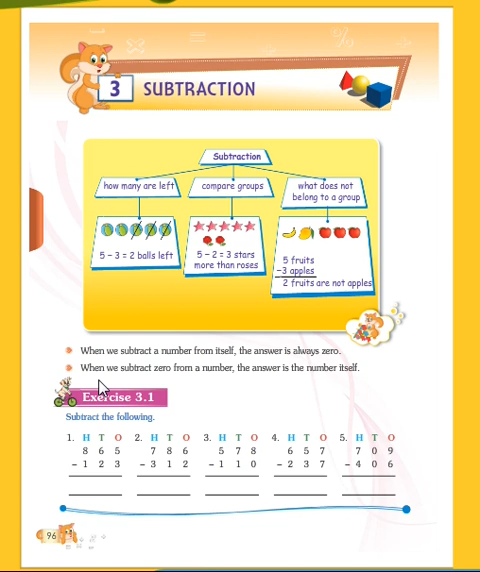 3 SUBTRACTION
Subtraction
how many are left
compare groups
what does not
belong to a group
5 – 3 = 2 balls left
5 – 2 = 3 stars
more than roses
5 fruits
–3 apples
2 fruits are not apples
When we subtract a number from itself, the answer is always zero.
When we subtract zero from a number, the answer is the number itself.
Exercise 3.1
Subtract the following.
1. H T O 2. H T O 3. H T O 4. H T O 5. H T O
8 6 5 7 8 6 5 7 8 6 5 7 7 0 9
– 1 2 3 – 3 1 2 – 1 1 0 – 2 3 7 – 4 0 6
96